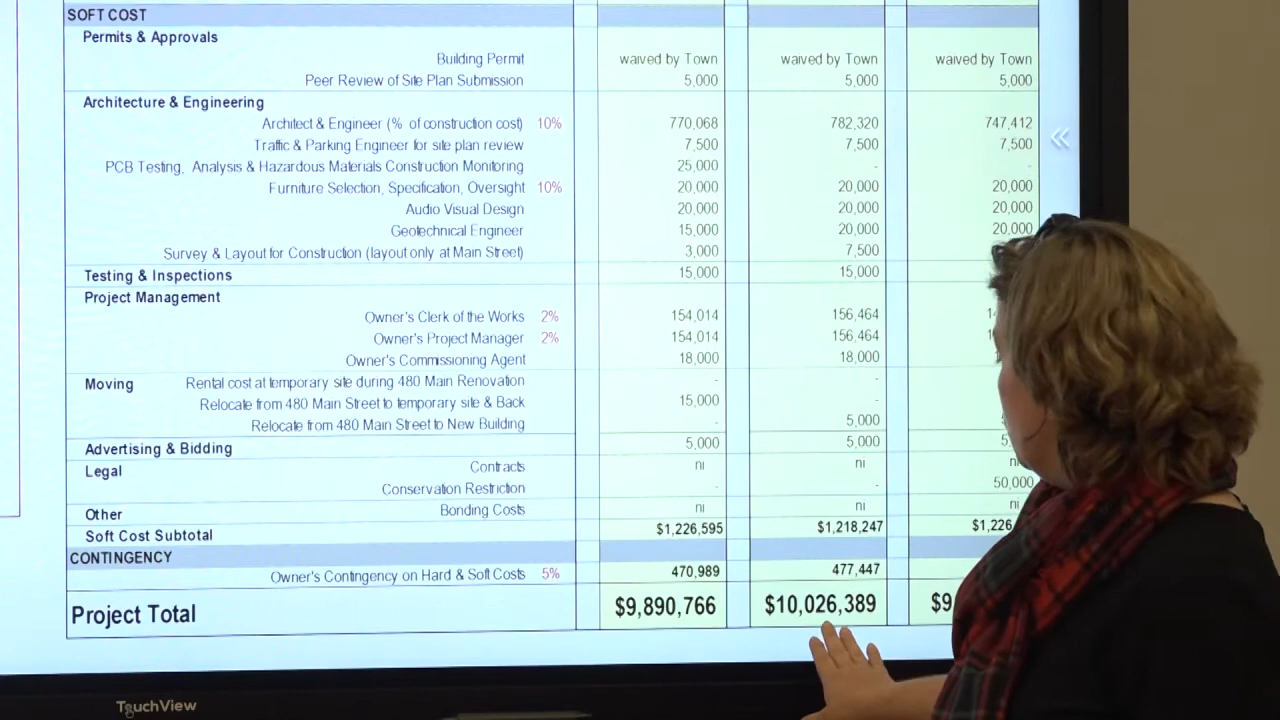 SOFT COST
Permits & Approvals
Building Permit waived by Town waived by Town waived by Town
Peer Review of Site Plan Submission 5,000 5,000 5,000
Architecture & Engineering
Architect & Engineer (% of construction cost) 10% 770,068 782,320 747,412
Traffic & Parking Engineer for site plan review 7,500 7,500 7,500
PCB Testing, Analysis & Hazardous Materials Construction Monitoring 25,000 - -
Furniture Selection, Specification, Oversight 10% 20,000 20,000 20,000
Audio Visual Design 20,000 20,000 20,000
Geotechnical Engineer 15,000 20,000 20,000
Survey & Layout for Construction (layout only at Main Street) 3,000 7,500
Testing & Inspections 15,000 15,000
Project Management
Owner's Clerk of the Works 2% 154,014 156,464
Owner's Project Manager 2% 154,014 156,464
Owner's Commissioning Agent 18,000 18,000
Moving Rental cost at temporary site during 480 Main Renovation - -
Relocate from 480 Main Street to temporary site & Back 15,000 -
Relocate from 480 Main Street to New Building - 5,000
Advertising & Bidding 5,000 5,000
Legal Contracts ni ni
Conservation Restriction - - 50,000
Other Bonding Costs ni ni ni
Soft Cost Subtotal $1,226,595 $1,218,247 $1,226
CONTINGENCY
Owner's Contingency on Hard & Soft Costs 5% 470,989 477,447
Project Total $9,890,766 $10,026,389 $9
TouchView